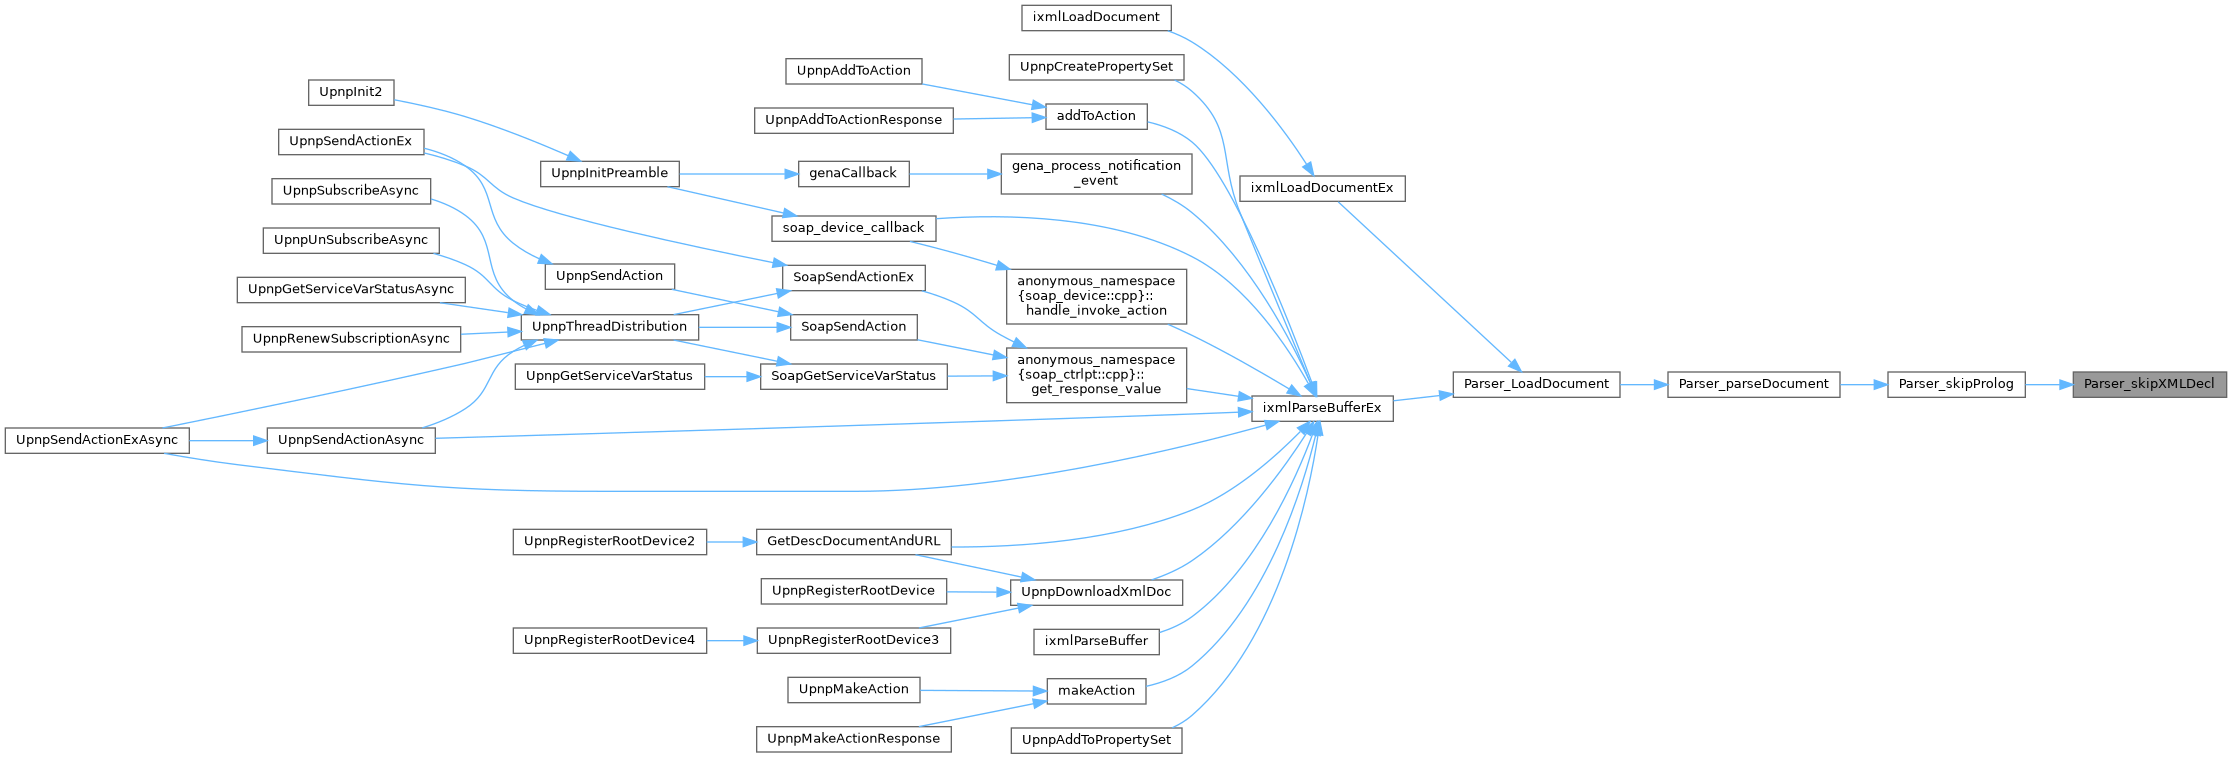 ixmlLoadDocument
UpnpCreatePropertySet
UpnpAddToAction
UpnpInit2
addToAction
UpnpAddToActionResponse
UpnpSendActionEx
gena_process_notification
_event
UpnpInitPreamble
genaCallback
ixmlLoadDocumentEx
UpnpSubscribeAsync
soap_device_callback
UpnpUnSubscribeAsync
UpnpSendAction
SoapSendActionEx
anonymous_namespace
{soap_device::cpp}::
handle_invoke_action
UpnpGetServiceVarStatusAsync
UpnpThreadDistribution
SoapSendAction
UpnpRenewSubscriptionAsync
anonymous_namespace
{soap_ctrlpt::cpp}::
get_response_value
UpnpGetServiceVarStatus
SoapGetServiceVarStatus
Parser_LoadDocument
Parser_parseDocument
Parser_skipProlog
Parser_skipXMLDecl
ixmlParseBufferEx
UpnpSendActionExAsync
UpnpSendActionAsync
UpnpRegisterRootDevice2
GetDescDocumentAndURL
UpnpRegisterRootDevice
UpnpDownloadXmlDoc
UpnpRegisterRootDevice4
UpnpRegisterRootDevice3
ixmlParseBuffer
UpnpMakeAction
makeAction
UpnpMakeActionResponse
UpnpAddToPropertySet